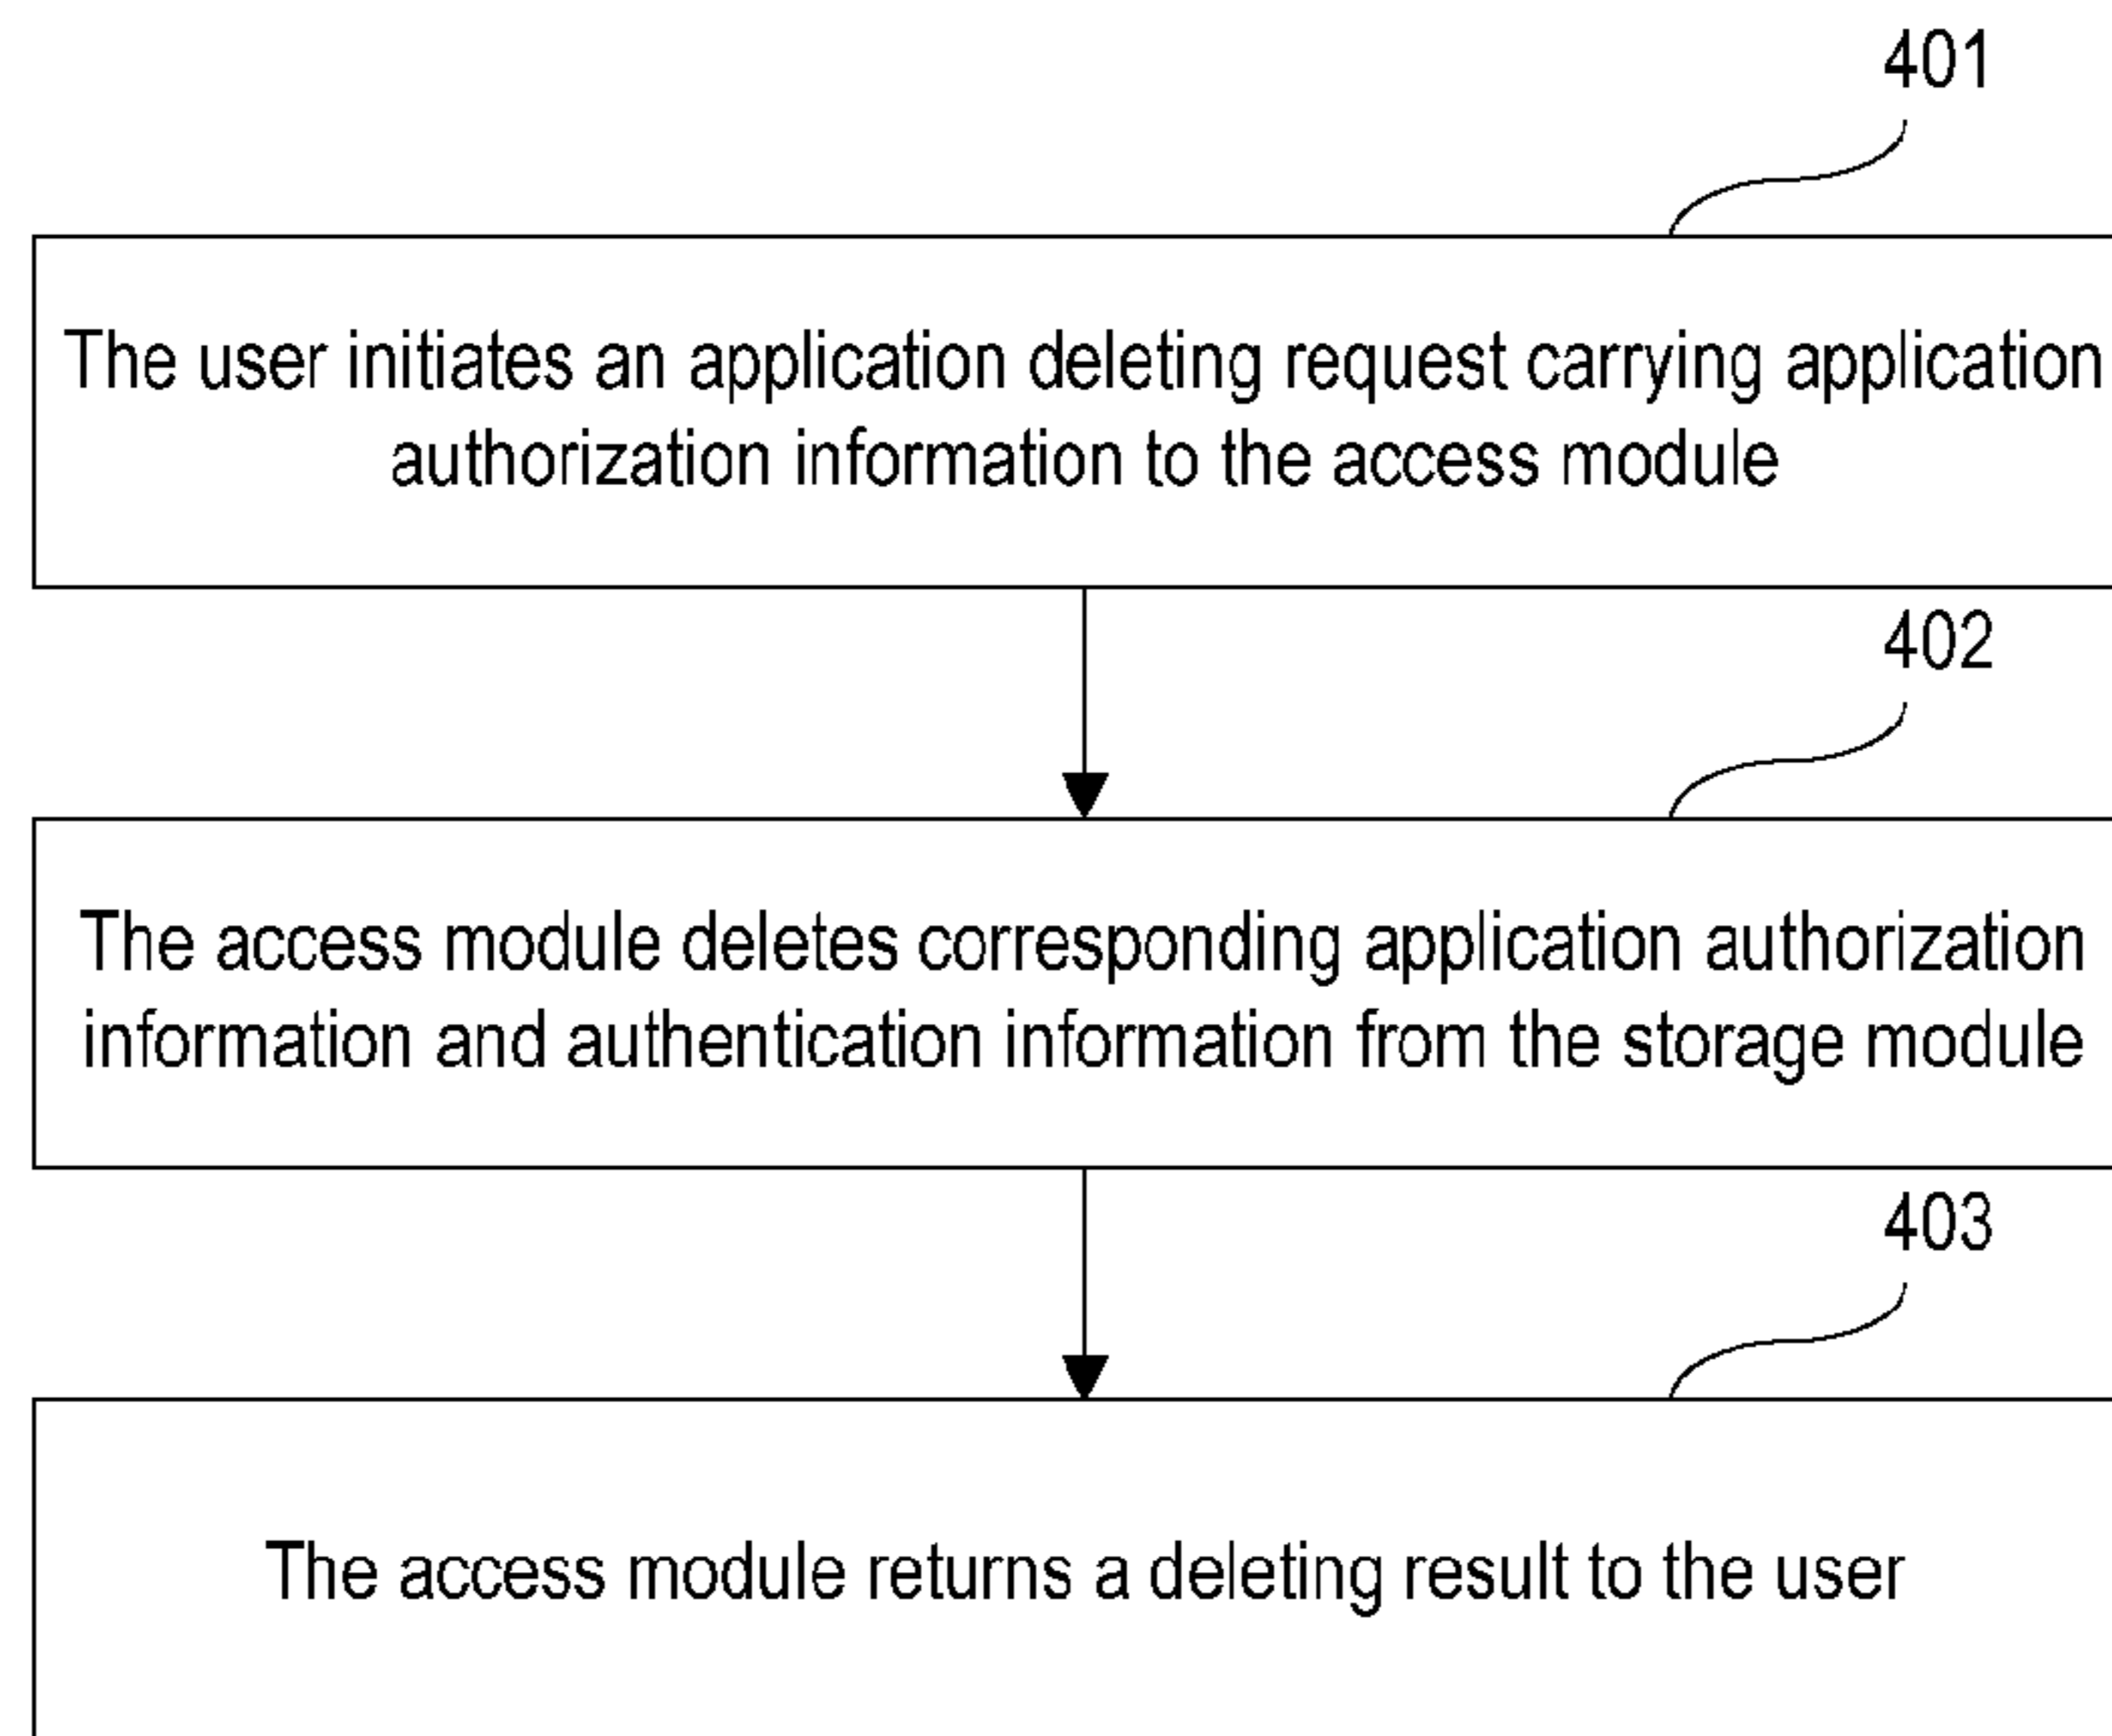 401
The user initiates an application deleting request carrying application
authorization information to the access module
402
The access module deletes corresponding application authorization
information and authentication information from the storage module
403
The access module returns a deleting result to the user